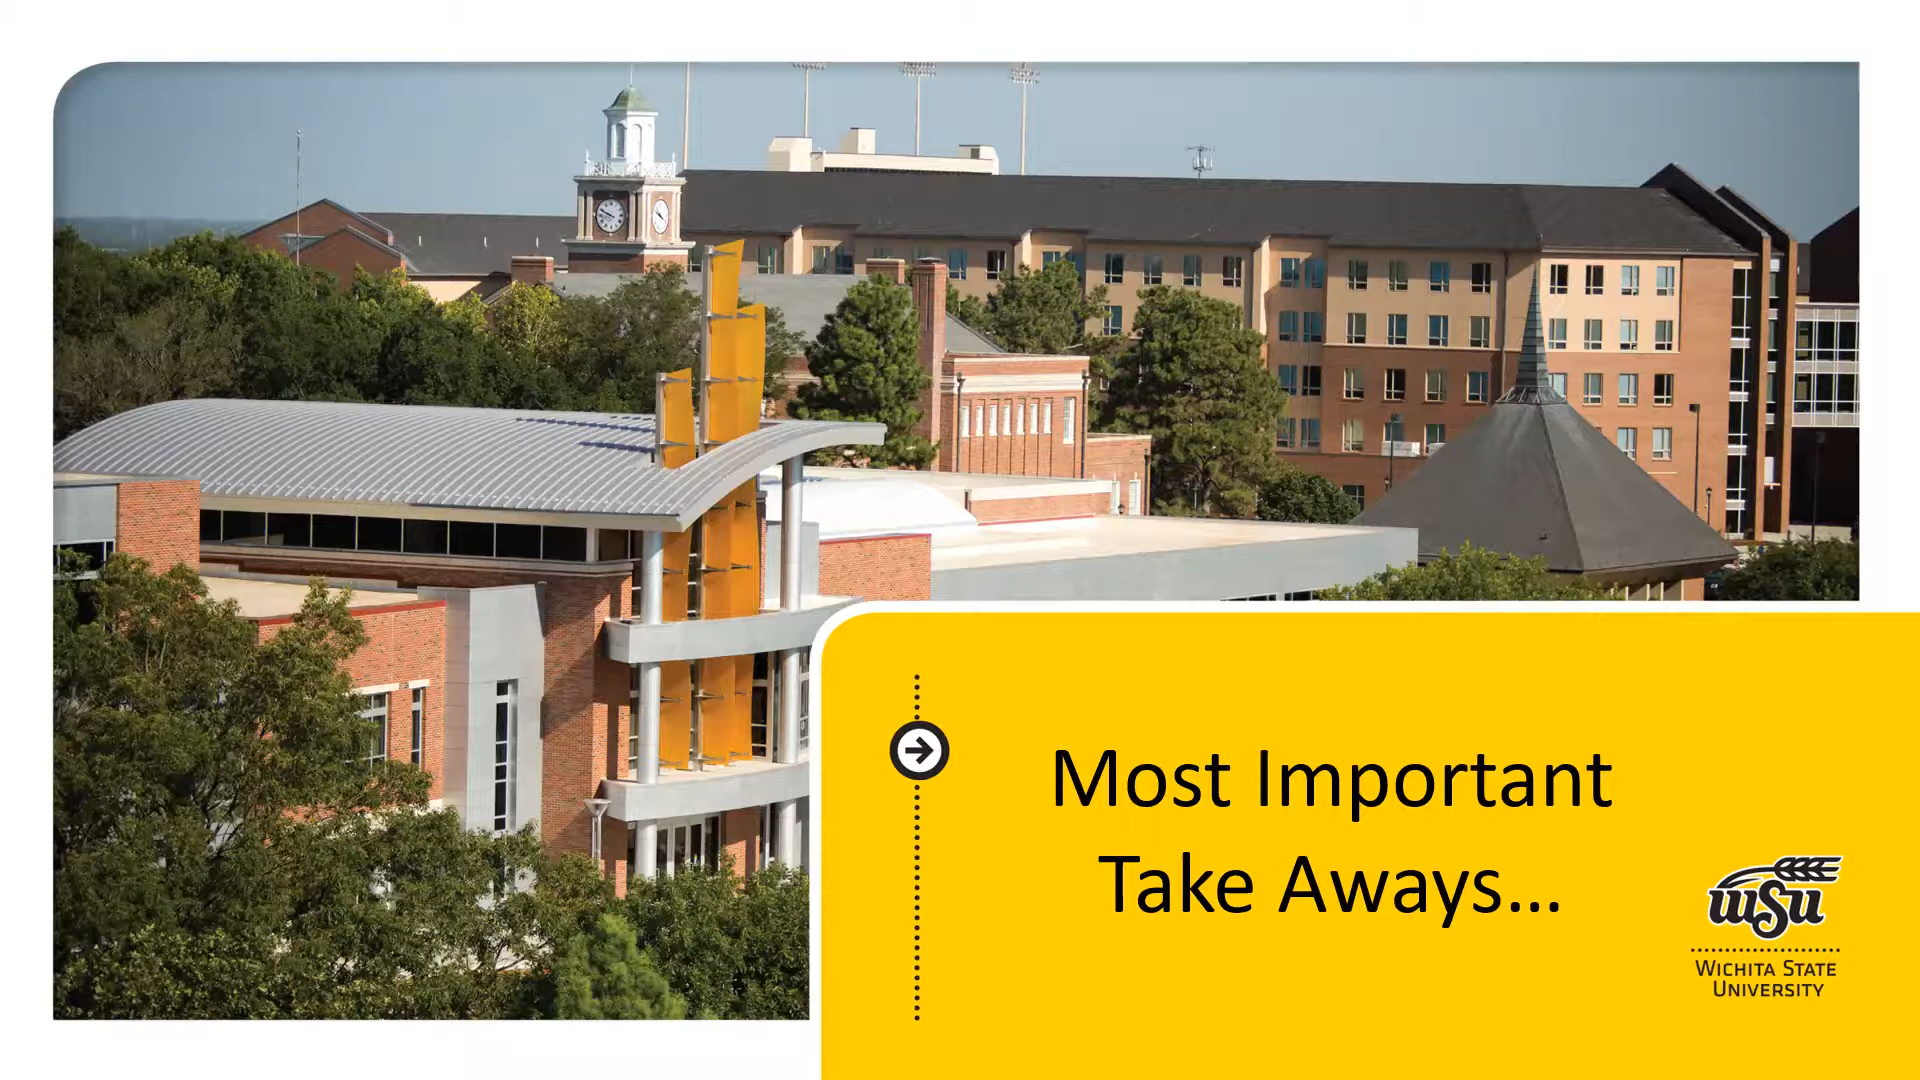 Most Important
Take Aways...
WSU
WICHITA STATE
UNIVERSITY